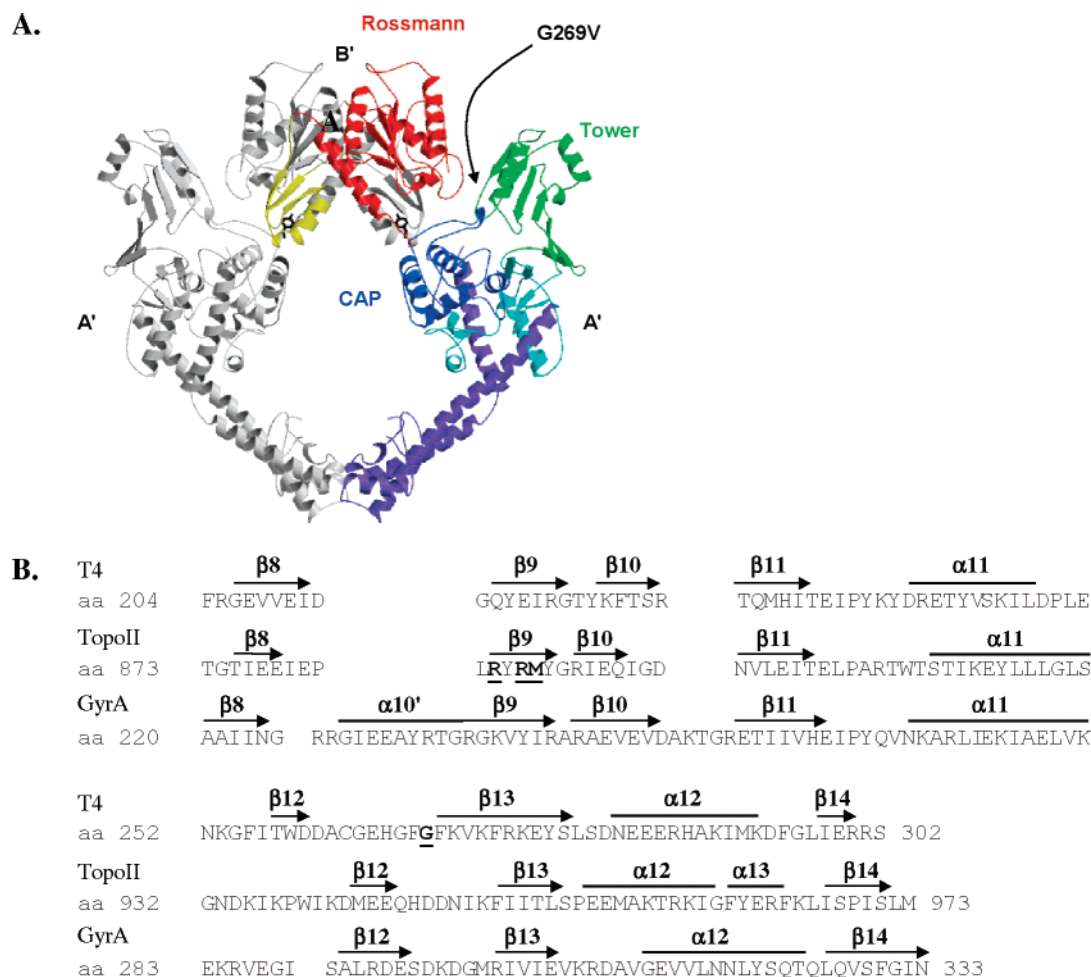 A.
Rossmann
B'
G269V
A
Tower
CAP
A'
A'
B.
T4
β8 β9 β10 β11 α11
aa 204 FRGEVVEID GQYEIRGTYKFTSR TQMHITEIPYKYDRETYVSKILDPLE
TopoII
β8 β9 β10 β11 α11
aa 873 TGTIEEIEP LRYRMYGRIEQIGD NVLEITELPARTWTSTIKEYLLLGLS
GyrA
β8 α10' β9 β10 β11 α11
aa 220 AAIING RRGIEEAYRTGRGKVYIRARAEVEVDAKTGRETIIVHEIPYQVNKARLIEKIAELVK
T4
β12 β13 α12 β14
aa 252 NKGFITWDDACGEHGFGFKVKFRKEYSLSDNEEERHAKIMKDFGLIERRS 302
TopoII
β12 β13 α12 α13 β14
aa 932 GNDKIKPWIKDMEEQHDDNIKFIITLSPEEMAKTRKIGFYERFKLISPISLM 973
GyrA
β12 β13 α12 β14
aa 283 EKRVEGI SALRDESDKDGMRIVIEVKRDAVGEVVLNNLYSQTQLQVSFGIN 333